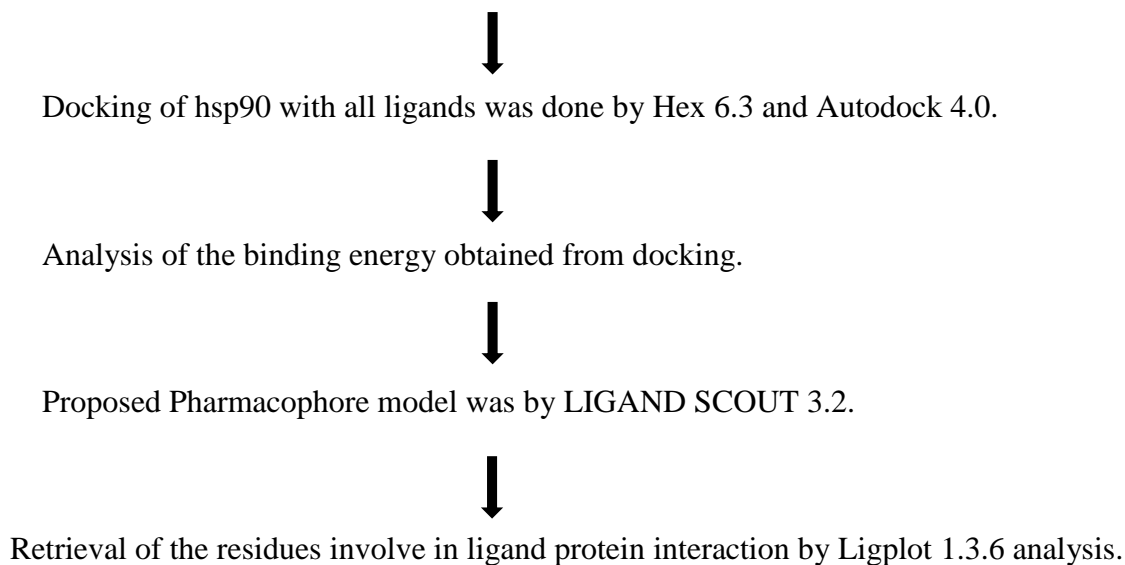 Docking of hsp90 with all ligands was done by Hex 6.3 and Autodock 4.0.
Analysis of the binding energy obtained from docking.
Proposed Pharmacophore model was by LIGAND SCOUT 3.2.
Retrieval of the residues involve in ligand protein interaction by Ligplot 1.3.6 analysis.